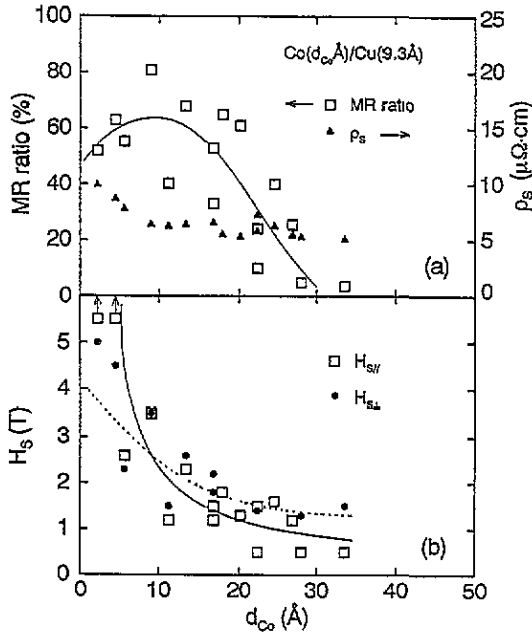 100
80
60
40
20
0
MR ratio (%)
25
20
15
10
5
0
ρs (μΩ·cm)
Co(dCoÅ)/Cu(9.3Å)
MR ratio
ρs
(a)
5
4
3
2
1
0
HS (T)
HS//
HS⊥
(b)
0 10 20 30 40 50
dCo (Å)